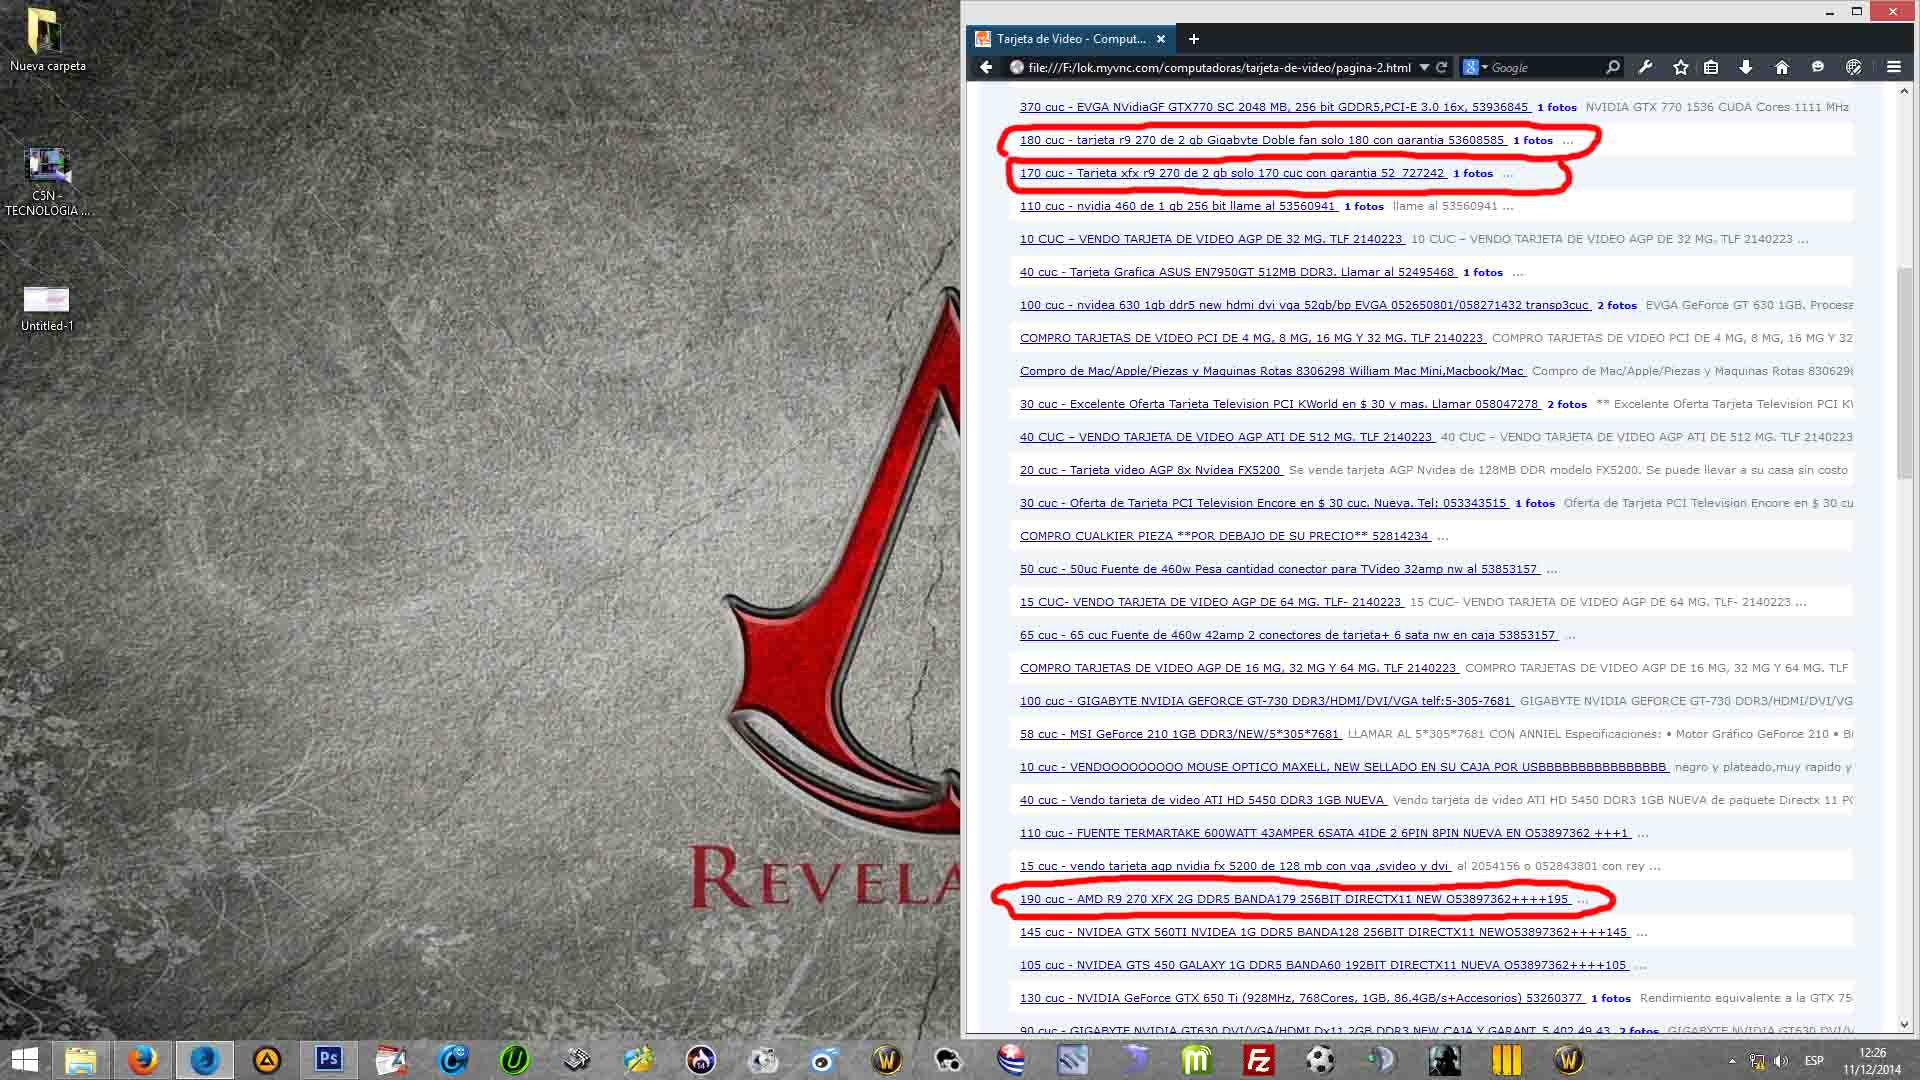 Nueva carpeta
C5N -
TECNOLOGIA ...
Untitled-1
REVELA
Tarjeta de Video - Comput...
file:///F:/lok.myvnc.com/computadoras/tarjeta-de-video/pagina-2.html
Google
370 cuc - EVGA NVidiaGF GTX770 SC 2048 MB, 256 bit GDDR5,PCI-E 3.0 16x, 53936845 1 fotos NVIDIA GTX 770 1536 CUDA Cores 1111 MHz
180 cuc - tarjeta r9 270 de 2 gb Gigabyte Doble fan solo 180 con garantia 53608585 1 fotos ...
170 cuc - Tarjeta xfx r9 270 de 2 gb solo 170 cuc con garantia 52 727242 1 fotos ...
110 cuc - nvidia 460 de 1 gb 256 bit llame al 53560941 1 fotos llame al 53560941 ...
10 CUC – VENDO TARJETA DE VIDEO AGP DE 32 MG. TLF 2140223 10 CUC – VENDO TARJETA DE VIDEO AGP DE 32 MG. TLF 2140223 ...
40 cuc - Tarjeta Grafica ASUS EN7950GT 512MB DDR3. Llamar al 52495468 1 fotos ...
100 cuc - nvidea 630 1gb ddr5 new hdmi dvi vga 52gb/bp EVGA 052650801/058271432 transp3cuc 2 fotos EVGA GeForce GT 630 1GB. Procesa
COMPRO TARJETAS DE VIDEO PCI DE 4 MG, 8 MG, 16 MG Y 32 MG. TLF 2140223 COMPRO TARJETAS DE VIDEO PCI DE 4 MG, 8 MG, 16 MG Y 32
Compro de Mac/Apple/Piezas y Maquinas Rotas 8306298 William Mac Mini,Macbook/Mac Compro de Mac/Apple/Piezas y Maquinas Rotas 830629
30 cuc - Excelente Oferta Tarjeta Television PCI KWorld en $ 30 y mas. Llamar 058047278 2 fotos ** Excelente Oferta Tarjeta Television PCI K
40 CUC – VENDO TARJETA DE VIDEO AGP ATI DE 512 MG. TLF 2140223 40 CUC – VENDO TARJETA DE VIDEO AGP ATI DE 512 MG. TLF 2140223
20 cuc - Tarjeta video AGP 8x Nvidea FX5200 Se vende tarjeta AGP Nvidea de 128MB DDR modelo FX5200. Se puede llevar a su casa sin costo
30 cuc - Oferta de Tarjeta PCI Television Encore en $ 30 cuc. Nueva. Tel: 053343515 1 fotos Oferta de Tarjeta PCI Television Encore en $ 30 cu
COMPRO CUALKIER PIEZA **POR DEBAJO DE SU PRECIO** 52814234 ...
50 cuc - 50uc Fuente de 460w Pesa cantidad conector para TVideo 32amp nw al 53853157 ...
15 CUC- VENDO TARJETA DE VIDEO AGP DE 64 MG. TLF- 2140223 15 CUC- VENDO TARJETA DE VIDEO AGP DE 64 MG. TLF- 2140223 ...
65 cuc - 65 cuc Fuente de 460w 42amp 2 conectores de tarjeta+ 6 sata nw en caja 53853157 ...
COMPRO TARJETAS DE VIDEO AGP DE 16 MG, 32 MG Y 64 MG. TLF 2140223 COMPRO TARJETAS DE VIDEO AGP DE 16 MG, 32 MG Y 64 MG. TLF
100 cuc - GIGABYTE NVIDIA GEFORCE GT-730 DDR3/HDMI/DVI/VGA telf:5-305-7681 GIGABYTE NVIDIA GEFORCE GT-730 DDR3/HDMI/DVI/VG
58 cuc - MSI GeForce 210 1GB DDR3/NEW/5*305*7681 LLAMAR AL 5*305*7681 CON ANNIEL Especificaciones: • Motor Gráfico GeForce 210 •
10 cuc - VENDOOOOOOOOO MOUSE OPTICO MAXELL, NEW SELLADO EN SU CAJA POR USBBBBBBBBBBBBBBBB negro y plateado,muy rapido y
40 cuc - Vendo tarjeta de video ATI HD 5450 DDR3 1GB NUEVA Vendo tarjeta de video ATI HD 5450 DDR3 1GB NUEVA de paquete Directx 11 PC
110 cuc - FUENTE TERMARTAKE 600WATT 43AMPER 6SATA 4IDE 2 6PIN 8PIN NUEVA EN O53897362 +++1 ...
15 cuc - vendo tarjeta agp nvidia fx 5200 de 128 mb con vga ,svideo y dvi al 2054156 o 052843801 con rey ...
190 cuc - AMD R9 270 XFX 2G DDR5 BANDA179 256BIT DIRECTX11 NEW O53897362++++195 ...
145 cuc - NVIDEA GTX 560TI NVIDEA 1G DDR5 BANDA128 256BIT DIRECTX11 NEWO53897362++++145 ...
105 cuc - NVIDEA GTS 450 GALAXY 1G DDR5 BANDA60 192BIT DIRECTX11 NUEVA O53897362++++105 ...
130 cuc - NVIDIA GeForce GTX 650 Ti (928MHz, 768Cores, 1GB, 86.4GB/s+Accesorios) 53260377 1 fotos Rendimiento equivalente a la GTX 75
90 cuc - GIGABYTE NVIDIA GT630 DVI/VGA/HDMI Dx11 2GB DDR3 NEW CAJA Y GARANT 5 402 49 43 2 fotos GIGABYTE NVIDIA GT630 DVI/
Ps
ESP
12:26
11/12/2014